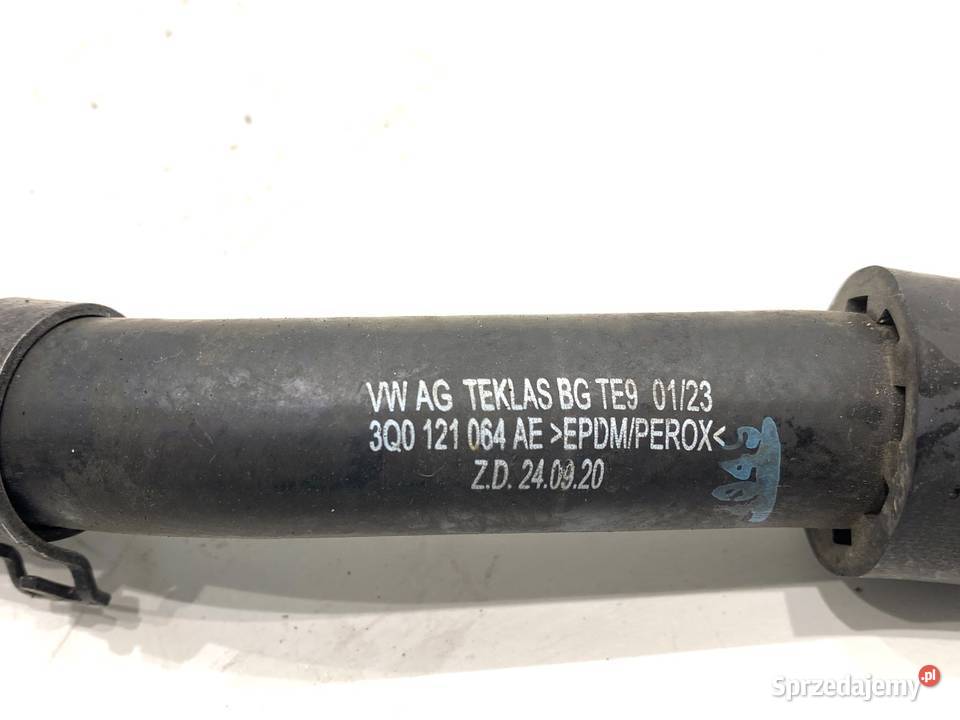 VW AG TEKLAS BG TE9 01/23
3Q0 121 064 AE >EPDM/PEROX<
Z.D. 24.09.20
Sprzedajemy.pl